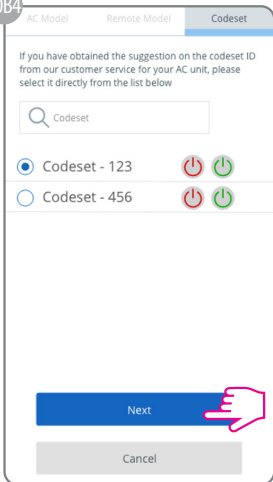 0B4
AC Model Remote Model Codeset
If you have obtained the suggestion on the codeset ID
from our customer service for your AC unit, please
select it directly from the list below
Codeset
Codeset - 123
Codeset - 456
Next
Cancel